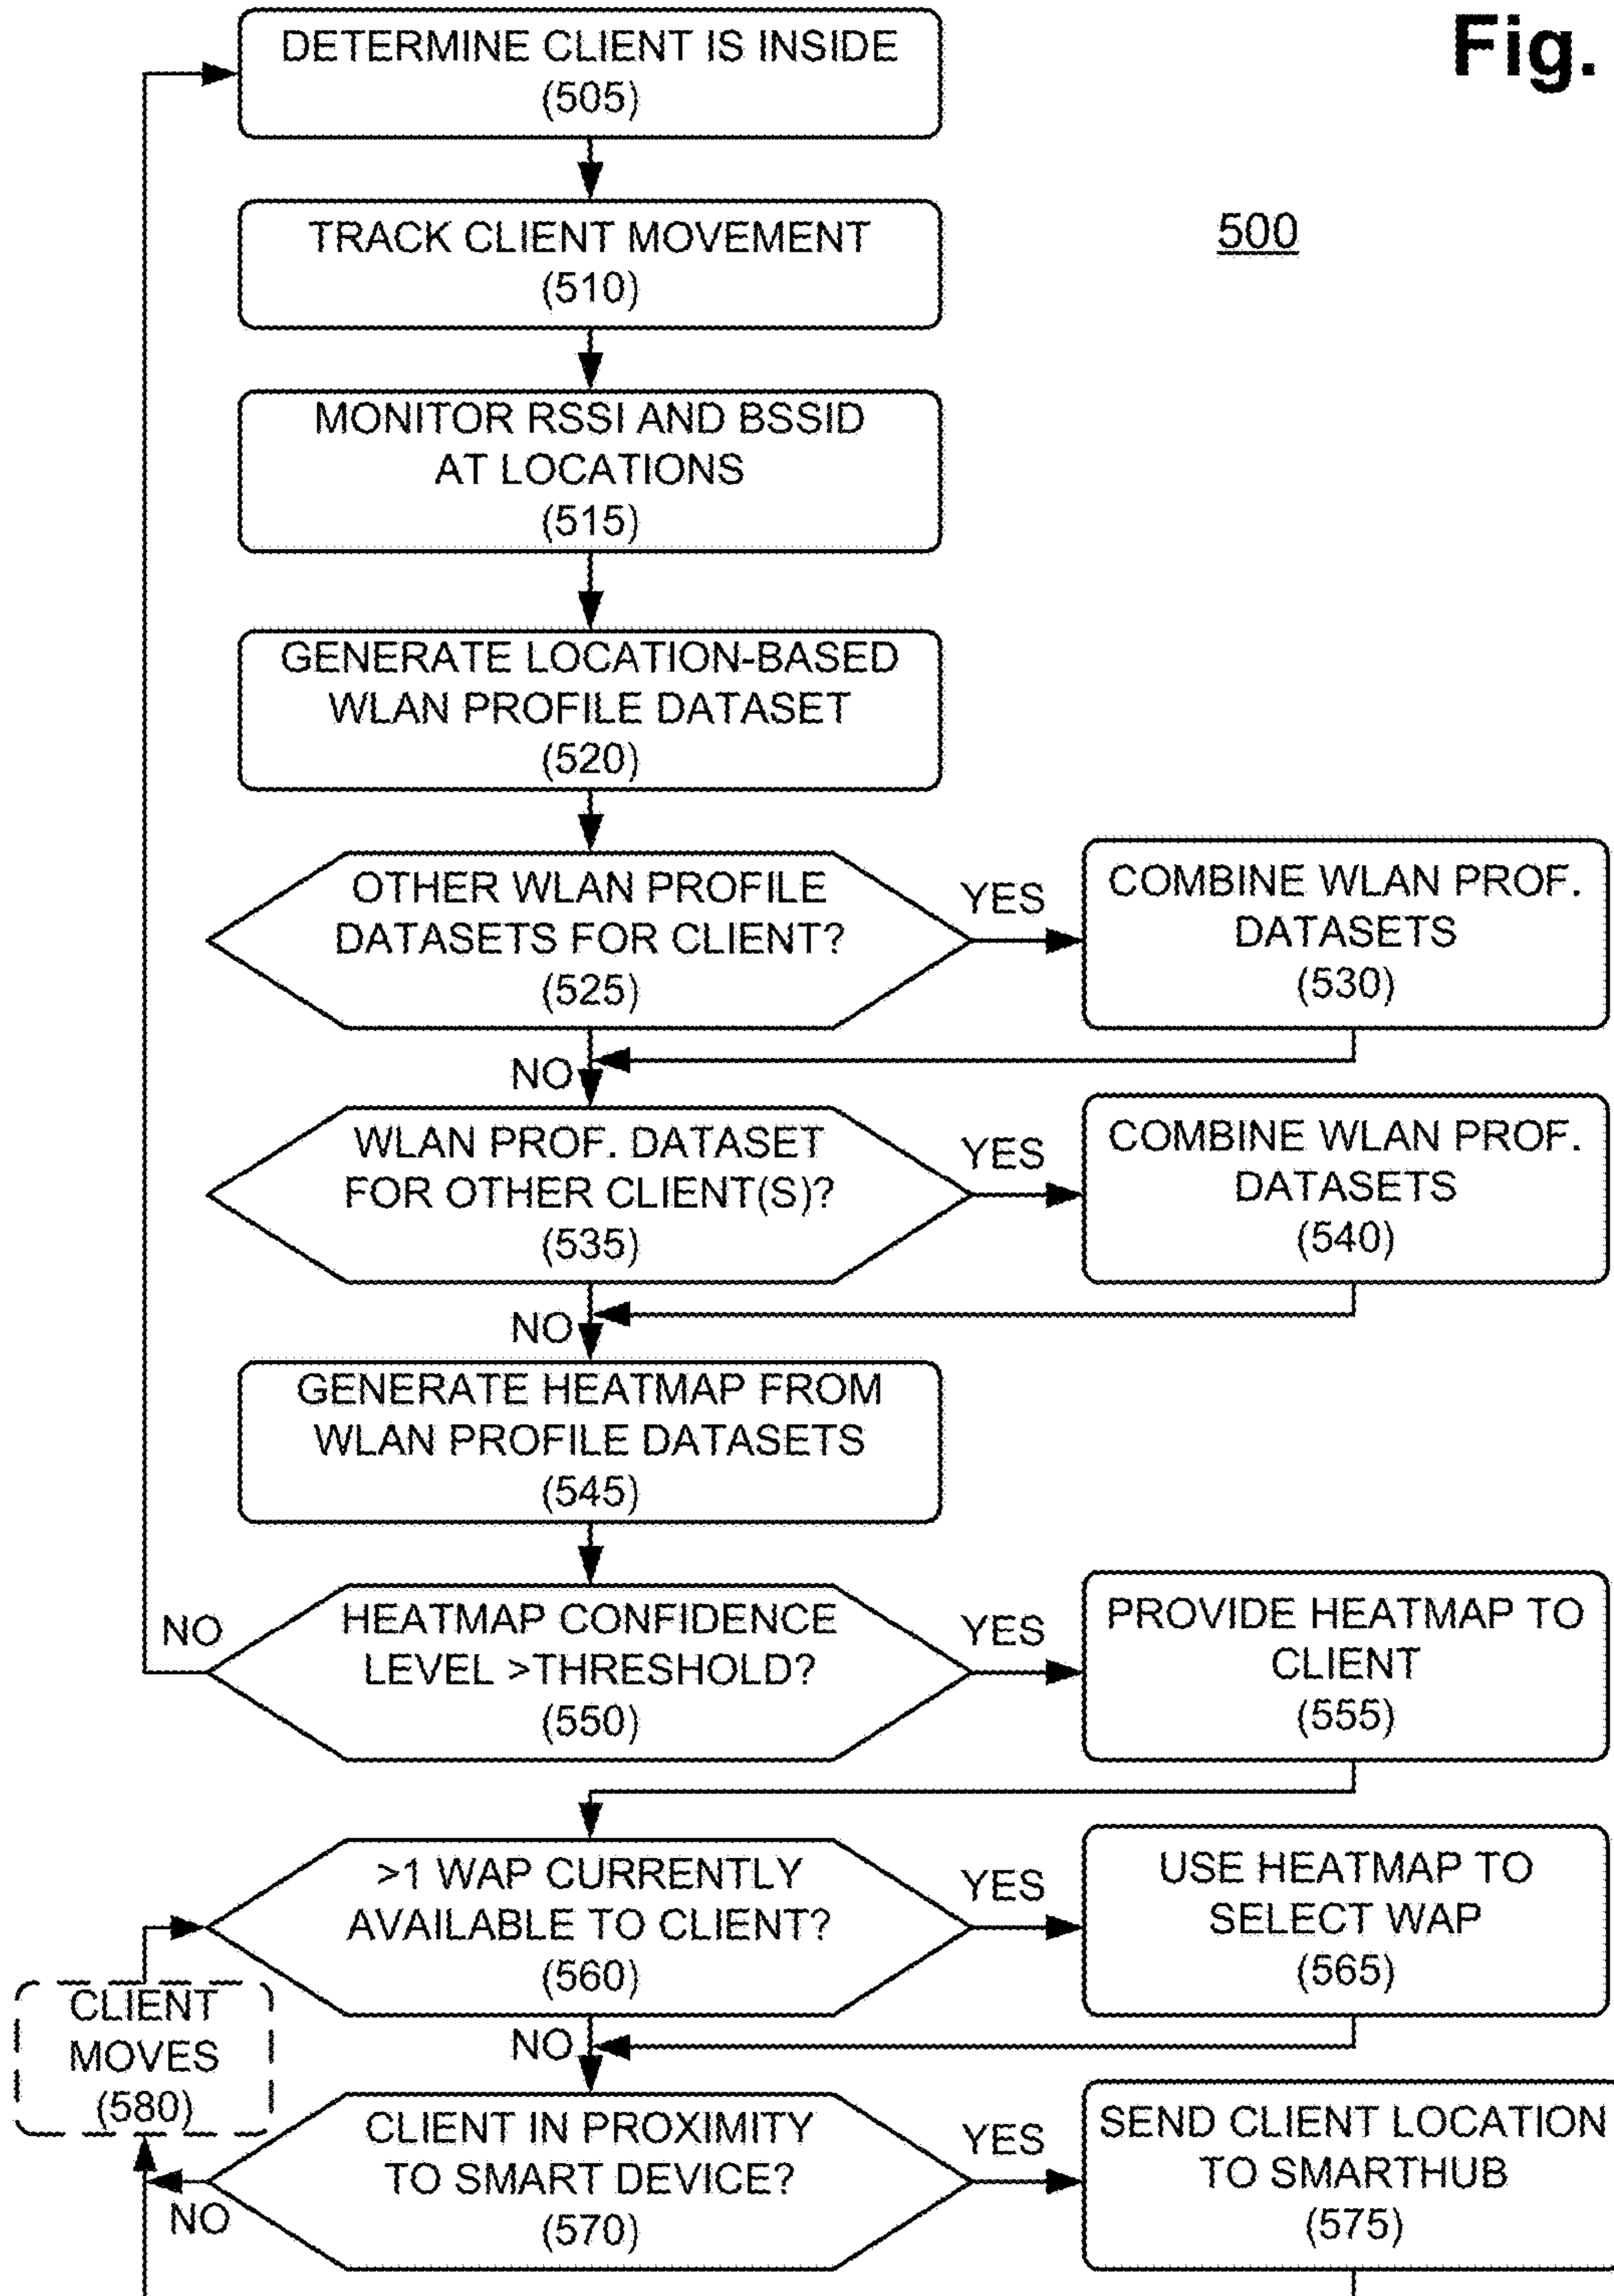 Fig.
DETERMINE CLIENT IS INSIDE
(505)
TRACK CLIENT MOVEMENT
(510)
500
MONITOR RSSI AND BSSID
AT LOCATIONS
(515)
GENERATE LOCATION-BASED
WLAN PROFILE DATASET
(520)
OTHER WLAN PROFILE
DATASETS FOR CLIENT?
(525)
YES
COMBINE WLAN PROF.
DATASETS
(530)
NO
WLAN PROF. DATASET
FOR OTHER CLIENT(S)?
(535)
YES
COMBINE WLAN PROF.
DATASETS
(540)
NO
GENERATE HEATMAP FROM
WLAN PROFILE DATASETS
(545)
NO
HEATMAP CONFIDENCE
LEVEL >THRESHOLD?
(550)
YES
PROVIDE HEATMAP TO
CLIENT
(555)
>1 WAP CURRENTLY
AVAILABLE TO CLIENT?
(560)
YES
USE HEATMAP TO
SELECT WAP
(565)
CLIENT
MOVES
(580)
NO
CLIENT IN PROXIMITY
TO SMART DEVICE?
(570)
YES
SEND CLIENT LOCATION
TO SMARTHUB
(575)
NO